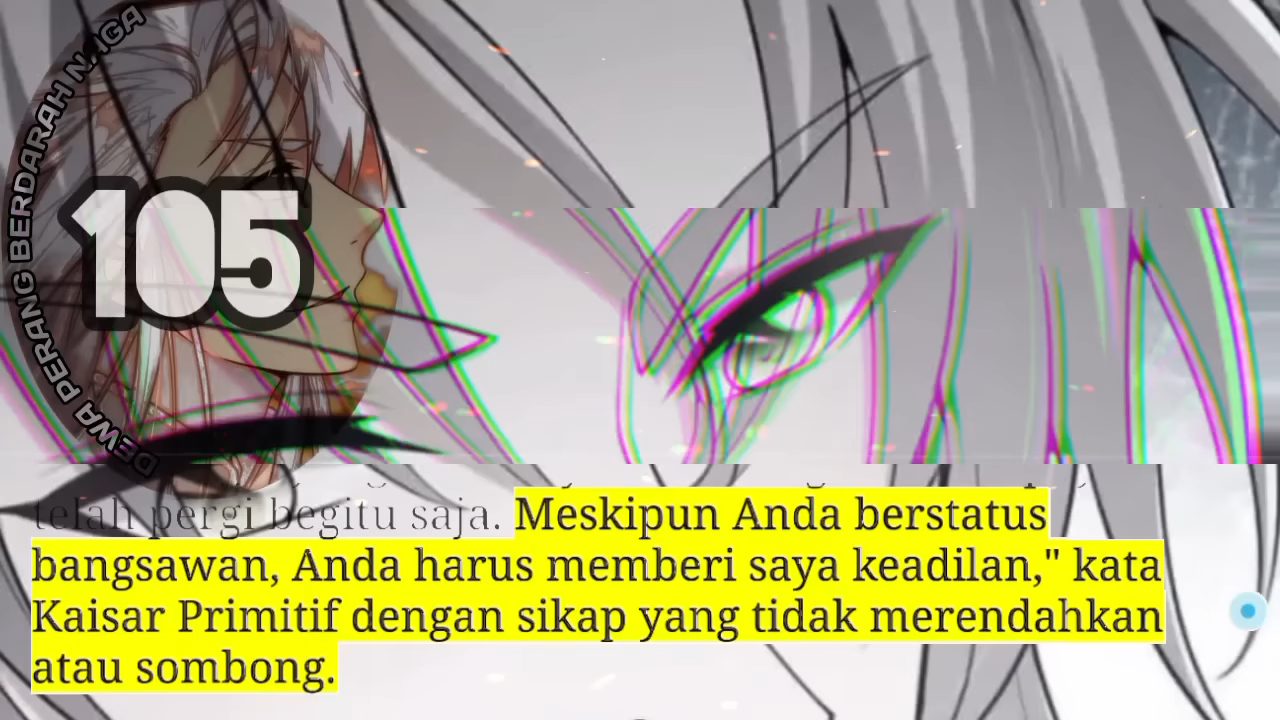 DEWA PERANG BERDARAH NAGA
105
telah pergi begitu saja. Meskipun Anda berstatus
bangsawan, Anda harus memberi saya keadilan," kata
Kaisar Primitif dengan sikap yang tidak merendahkan
atau sombong.